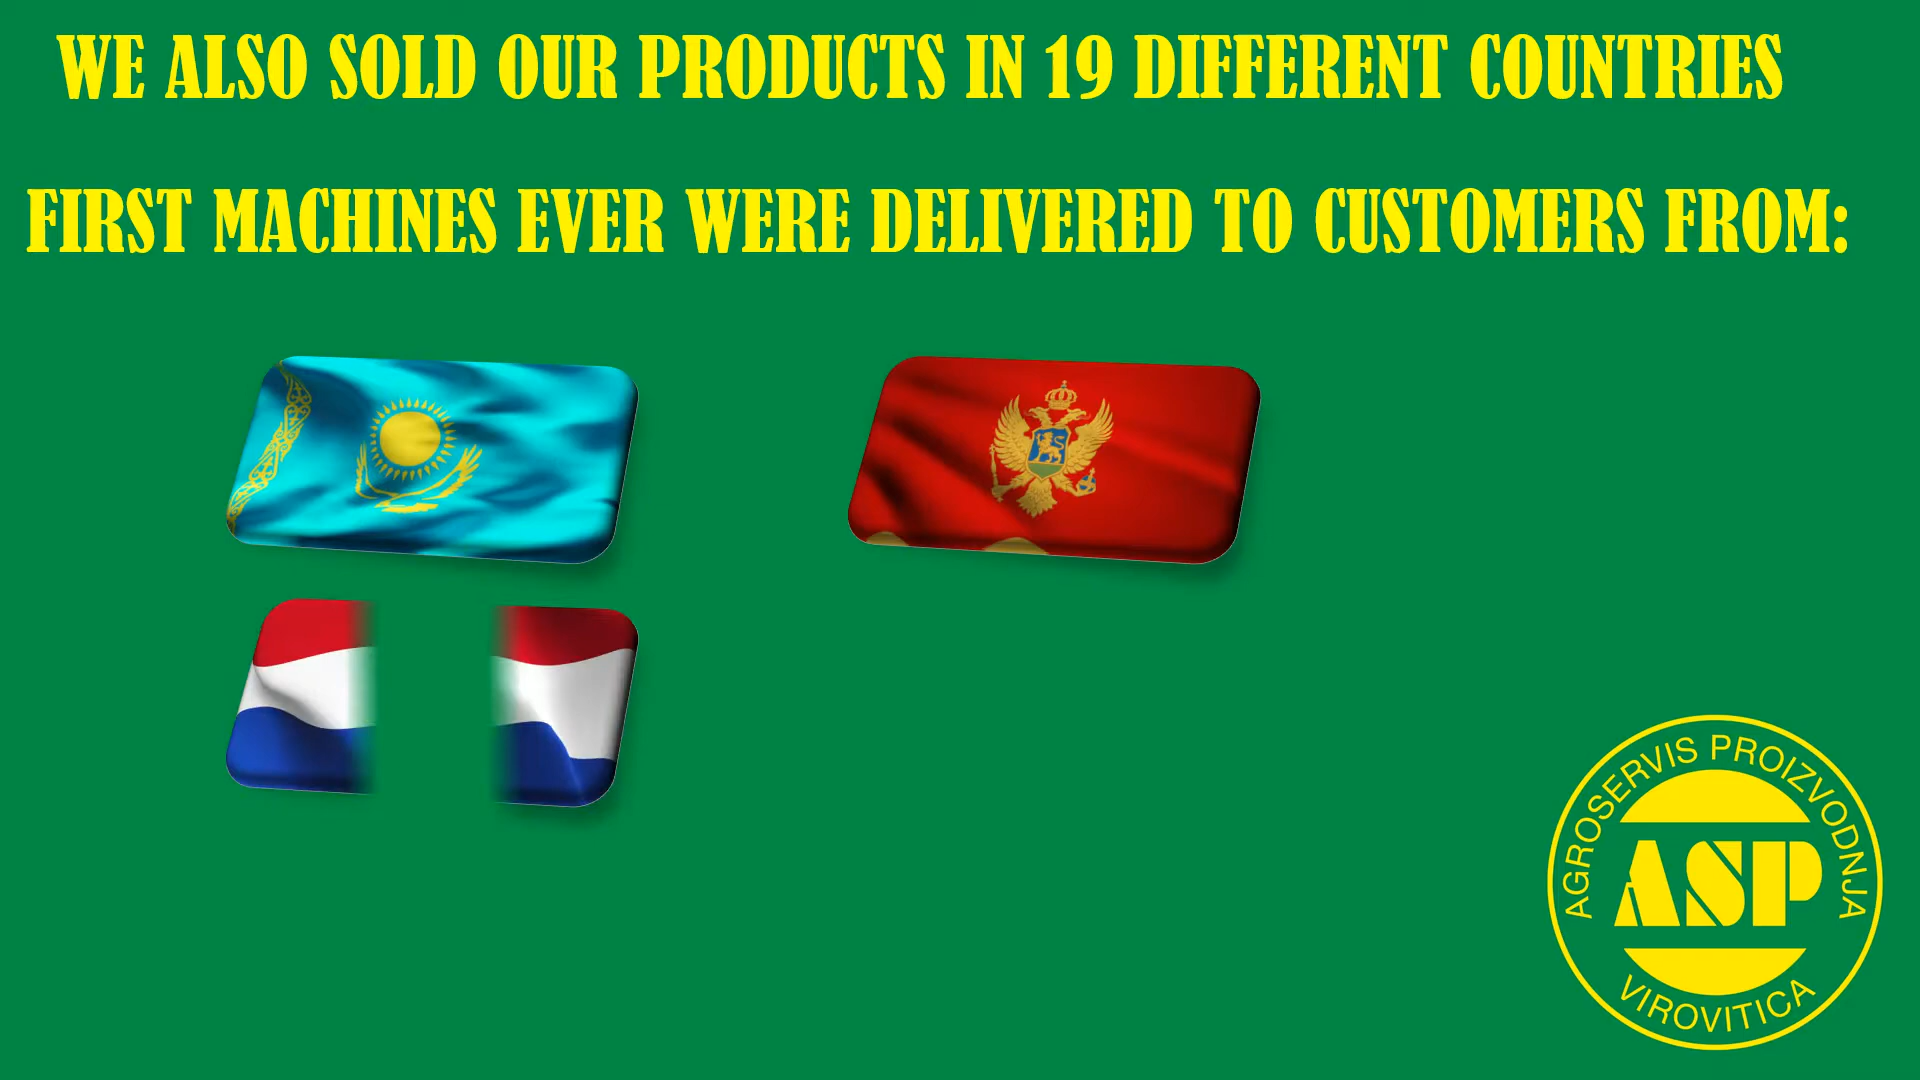 WE ALSO SOLD OUR PRODUCTS IN 19 DIFFERENT COUNTRIES
FIRST MACHINES EVER WERE DELIVERED TO CUSTOMERS FROM:
AGROSERVIS PROIZVODNJA
ASP
VIROVITICA